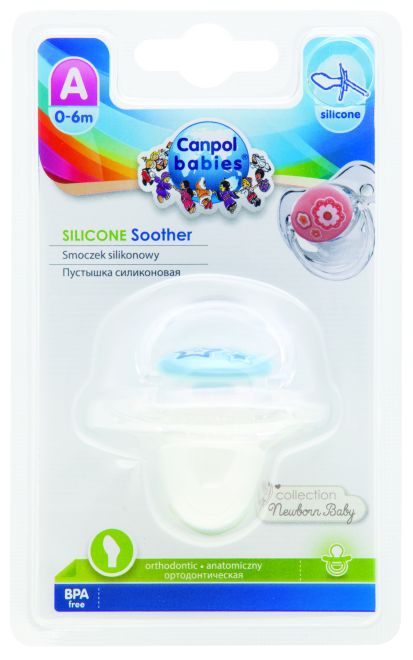 A
0-6m
silicone
Canpol
babies
SILICONE Soother
Smoczek silikonowy
Пустышка силиконовая
collection
Newborn Baby
orthodontic • anatomiczny
ортодонтическая
BPA
free